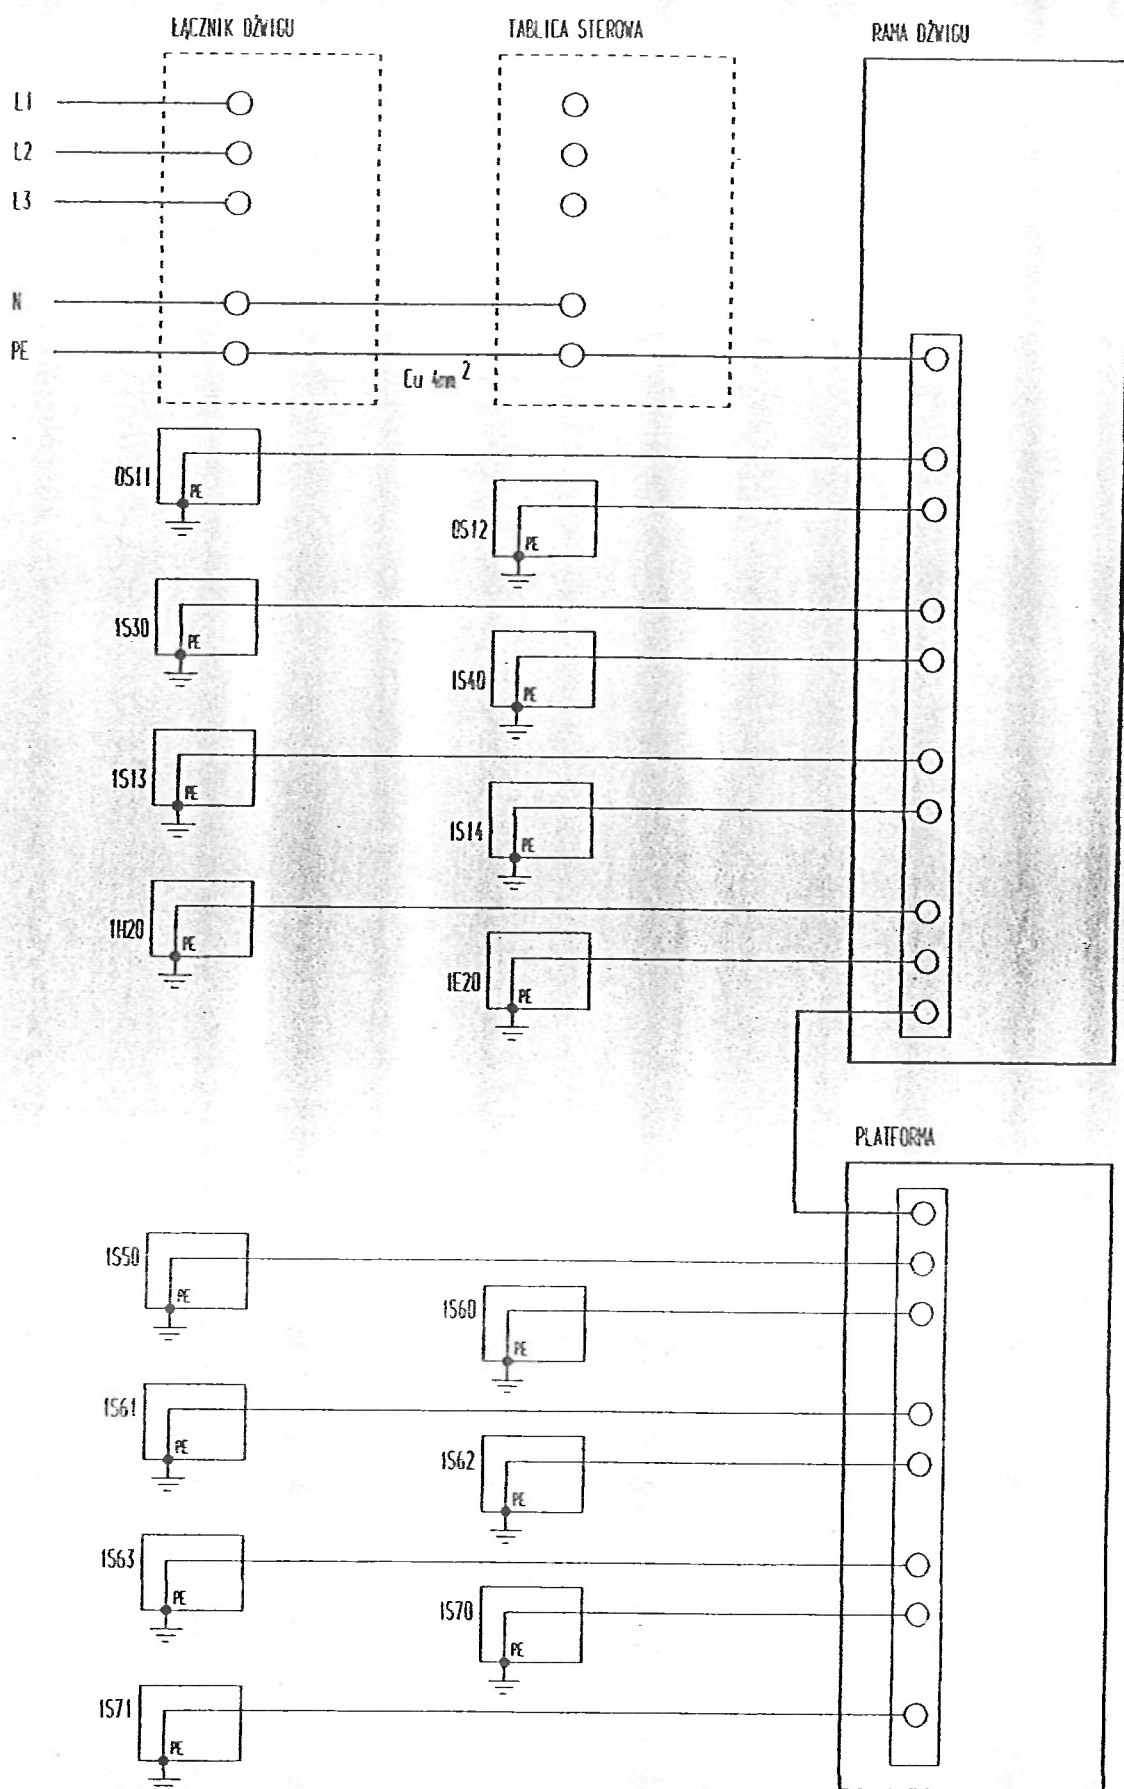 ŁĄCZNIK DŹWIGU
TABLICA STEROWA
RAMA DŹWIGU
L1
L2
L3
N
PE
Cu 4mm²
0S11
PE
0S12
PE
1S30
PE
1S40
PE
1S13
PE
1S14
PE
1H20
PE
1E20
PE
PLATFORMA
1S50
PE
1S60
PE
1S61
PE
1S62
PE
1S63
PE
1S70
PE
1S71
PE